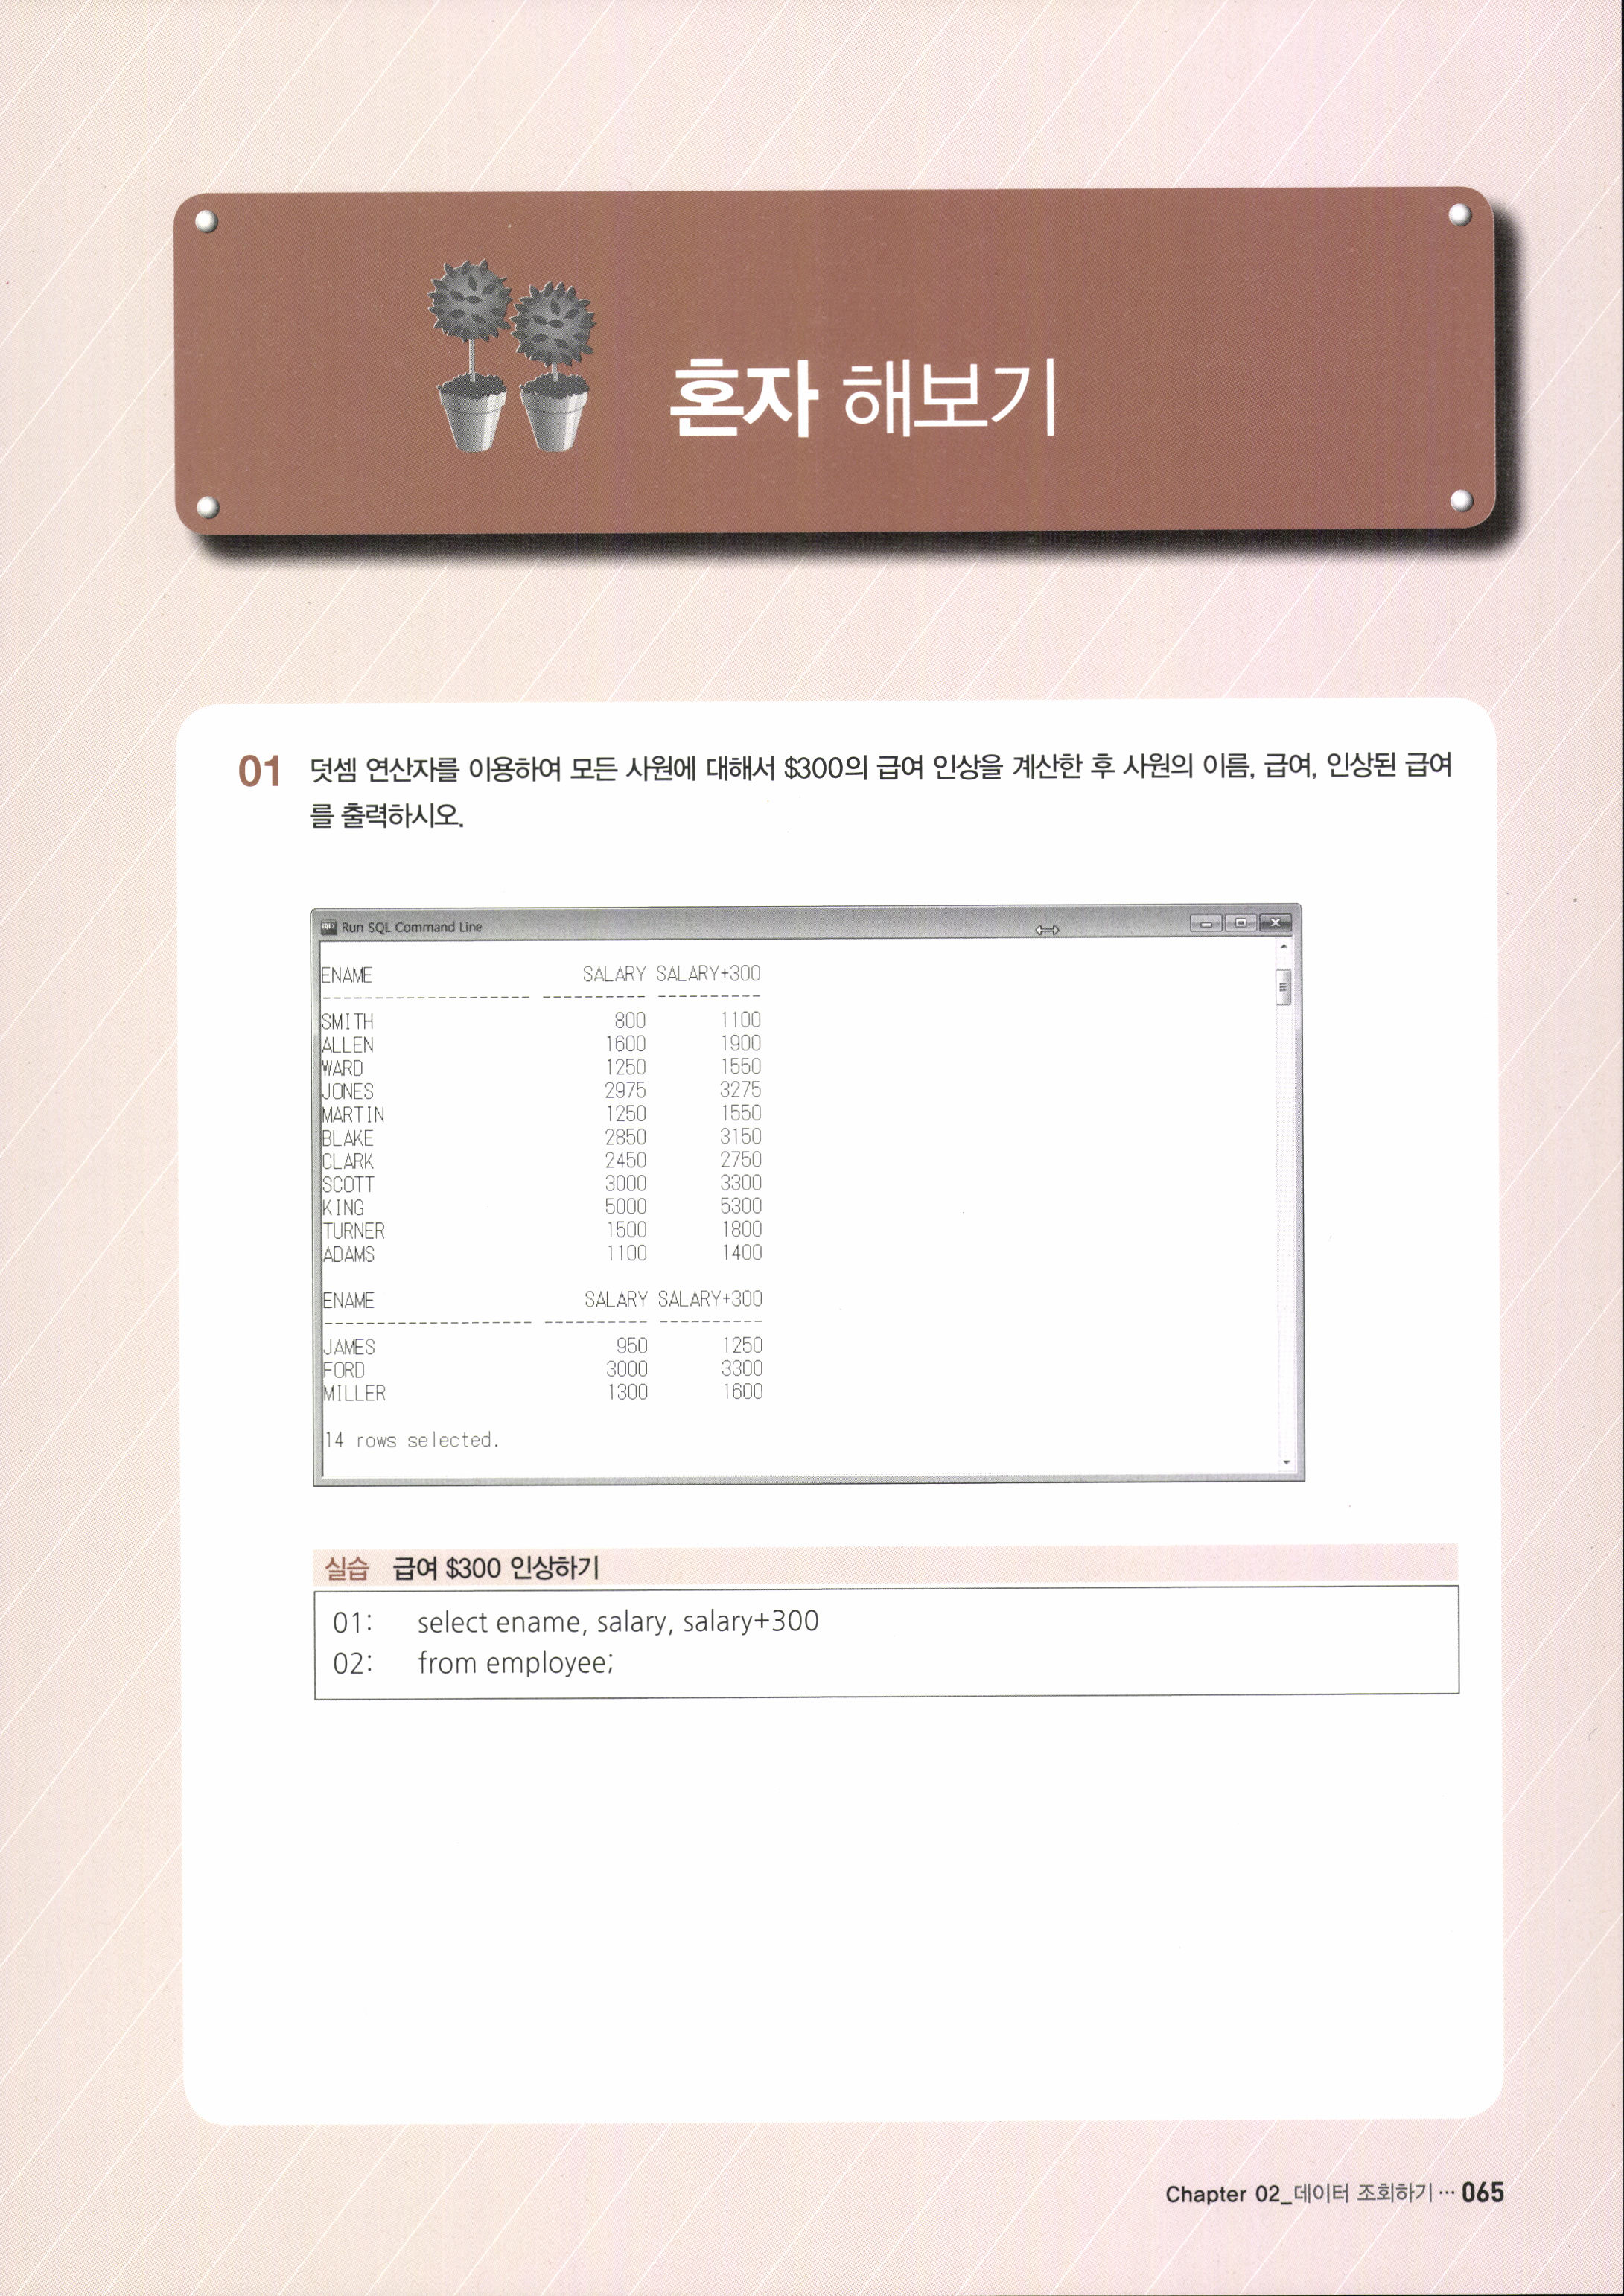 혼자 해보기
01 덧셈 연산자를 이용하여 모든 사원에 대해서 $300의 급여 인상을 계산한 후 사원의 이름, 급여, 인상된 급여
를 출력하시오.
Run SQL Command Line
ENAME SALARY SALARY+300
-------------------- ---------- ----------
SMITH 800 1100
ALLEN 1600 1900
WARD 1250 1550
JONES 2975 3275
MARTIN 1250 1550
BLAKE 2850 3150
CLARK 2450 2750
SCOTT 3000 3300
KING 5000 5300
TURNER 1500 1800
ADAMS 1100 1400
ENAME SALARY SALARY+300
-------------------- ---------- ----------
JAMES 950 1250
FORD 3000 3300
MILLER 1300 1600
14 rows selected.
실습 급여 $300 인상하기
01: select ename, salary, salary+300
02: from employee;
Chapter 02_데이터 조회하기 ··· 065